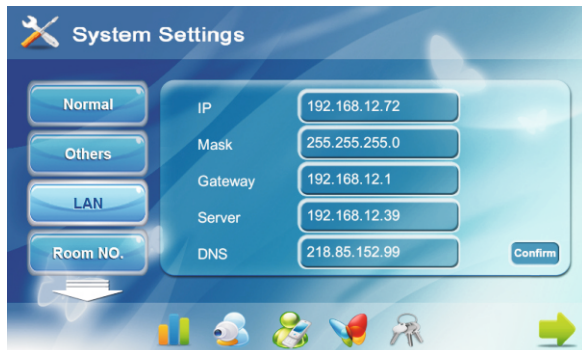 System Settings
Normal
Others
LAN
Room NO.
IP 192.168.12.72
Mask 255.255.255.0
Gateway 192.168.12.1
Server 192.168.12.39
DNS 218.85.152.99
Confirm